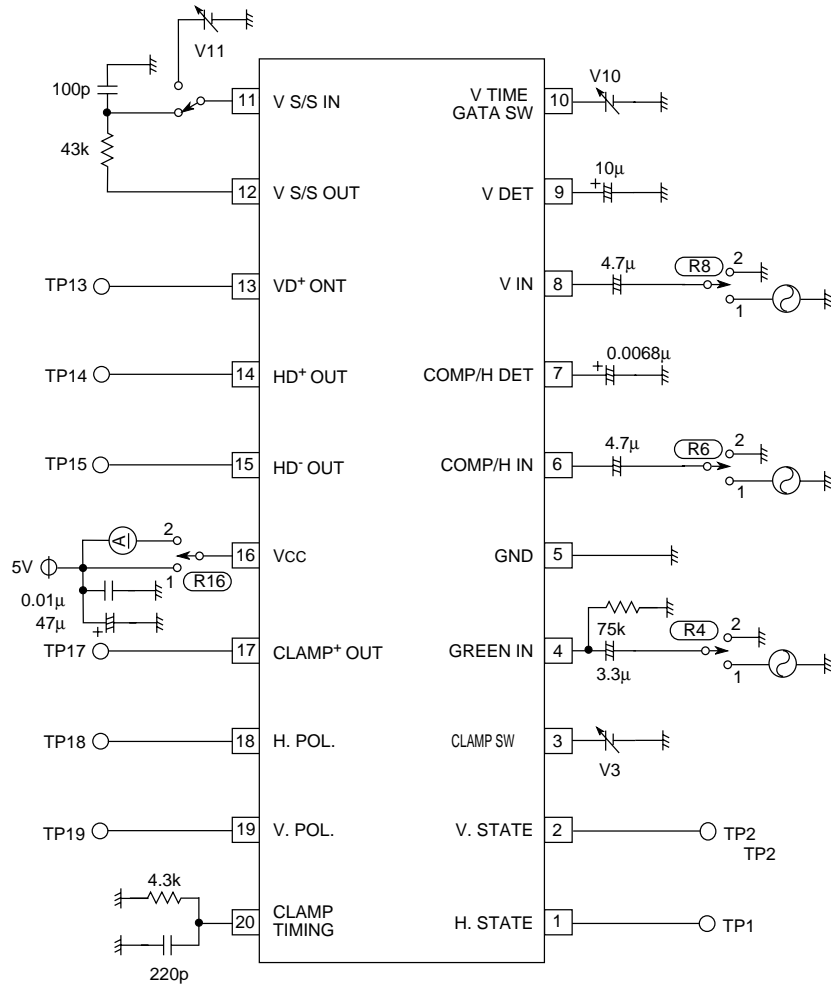 V11
100p
11
V S/S IN
V TIME
GATA SW
10
V10
43k
12
V S/S OUT
V DET
9
+
10μ
TP13
13
VD+ ONT
V IN
8
4.7μ
R8
2
1
TP14
14
HD+ OUT
COMP/H DET
7
+
0.0068μ
TP15
15
HD- OUT
COMP/H IN
6
4.7μ
R6
2
1
5V
A
2
1
R16
16
VCC
GND
5
0.01μ
47μ
+
TP17
17
CLAMP+ OUT
GREEN IN
4
75k
3.3μ
R4
2
1
TP18
18
H. POL.
CLAMP SW
3
V3
TP19
19
V. POL.
V. STATE
2
TP2
TP2
4.3k
220p
20
CLAMP
TIMING
H. STATE
1
TP1